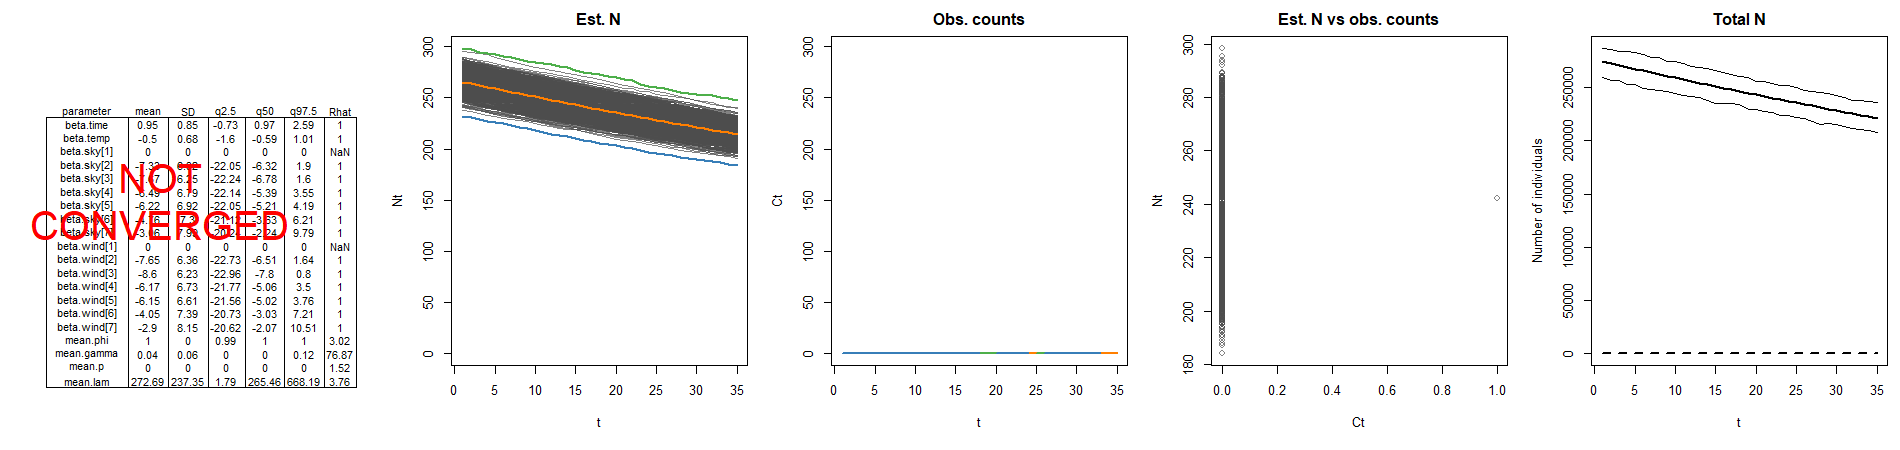 Est. N
Obs. counts
Est. N vs obs. counts
Total N
parameter mean SD q2.5 q50 q97.5 Rhat
beta.time 0.95 0.85 -0.73 0.97 2.59 1
beta.temp -0.5 0.68 -1.6 -0.59 1.01 1
beta.sky[1] 0 0 0 0 0 NaN
beta.sky[2] -22.05 -6.32 1.9 1
beta.sky[3] 6.25 -22.24 -6.78 1.6 1
beta.sky[4] -6.49 6.79 -22.14 -5.39 3.55 1
beta.sky[5] -6.22 6.92 -22.05 -5.21 4.19 1
beta.sky[6] 6.21 1
beta.sky[7] 9.79 1
beta.wind[1] 0 0 0 0 0 NaN
beta.wind[2] -7.65 6.36 -22.73 -6.51 1.64 1
beta.wind[3] -8.6 6.23 -22.96 -7.8 0.8 1
beta.wind[4] -6.17 6.73 -21.77 -5.06 3.5 1
beta.wind[5] -6.15 6.61 -21.56 -5.02 3.76 1
beta.wind[6] -4.05 7.39 -20.73 -3.03 7.21 1
beta.wind[7] -2.9 8.15 -20.62 -2.07 10.51 1
mean.phi 1 0 0.99 1 1 3.02
mean.gamma 0.04 0.06 0 0 0.12 76.87
mean.p 0 0 0 0 0 1.52
mean.lam 272.69 237.35 1.79 265.46 668.19 3.76
NOT
CONVERGED
Nt
300
250
200
150
100
50
0
0 5 10 15 20 25 30 35
t
Ct
300
250
200
150
100
50
0
0 5 10 15 20 25 30 35
t
Nt
300
280
260
240
220
200
180
0.0 0.2 0.4 0.6 0.8 1.0
Ct
Number of individuals
250000
200000
150000
100000
50000
0
0 5 10 15 20 25 30 35
t